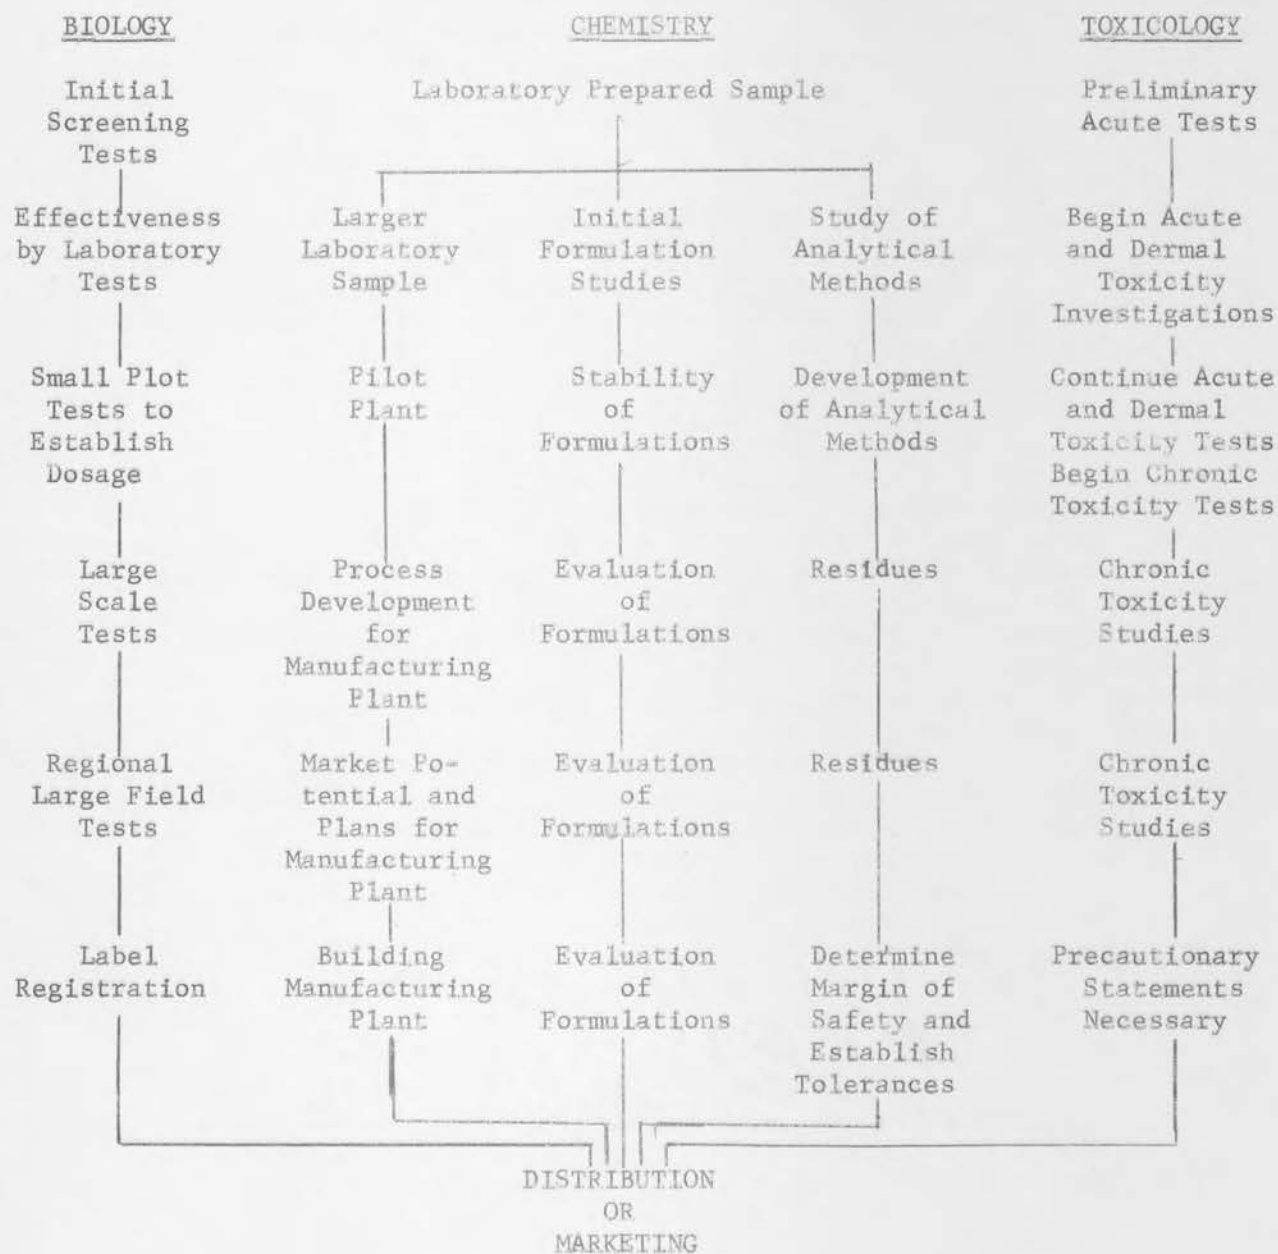 BIOLOGY
CHEMISTRY
TOXICOLOGY
Initial
Screening
Tests
Laboratory Prepared Sample
Preliminary
Acute Tests
Effectiveness
by Laboratory
Tests
Larger
Laboratory
Sample
Initial
Formulation
Studies
Study of
Analytical
Methods
Begin Acute
and Dermal
Toxicity
Investigations
Small Plot
Tests to
Establish
Dosage
Pilot
Plant
Stability
of
Formulations
Development
of Analytical
Methods
Continue Acute
and Dermal
Toxicity Tests
Begin Chronic
Toxicity Tests
Large
Scale
Tests
Process
Development
for
Manufacturing
Plant
Evaluation
of
Formulations
Residues
Chronic
Toxicity
Studies
Regional
Large Field
Tests
Market Po-
tential and
Plans for
Manufacturing
Plant
Evaluation
of
Formulations
Residues
Chronic
Toxicity
Studies
Label
Registration
Building
Manufacturing
Plant
Evaluation
of
Formulations
Determine
Margin of
Safety and
Establish
Tolerances
Precautionary
Statements
Necessary
DISTRIBUTION
OR
MARKETING